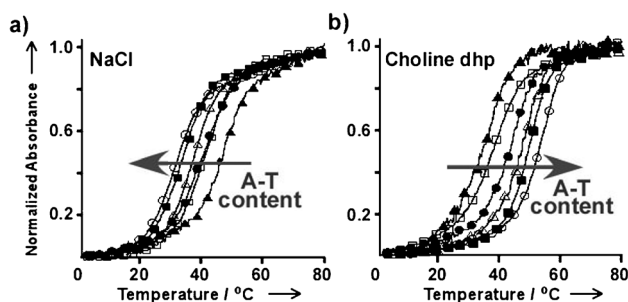 a)
NaCl
Normalized Absorbance
1.0
0.6
0.2
A-T
content
0
20
40
60
80
Temperature / °C
b)
Choline dhp
1.0
0.6
0.2
A-T
content
0
20
40
60
80
Temperature / °C